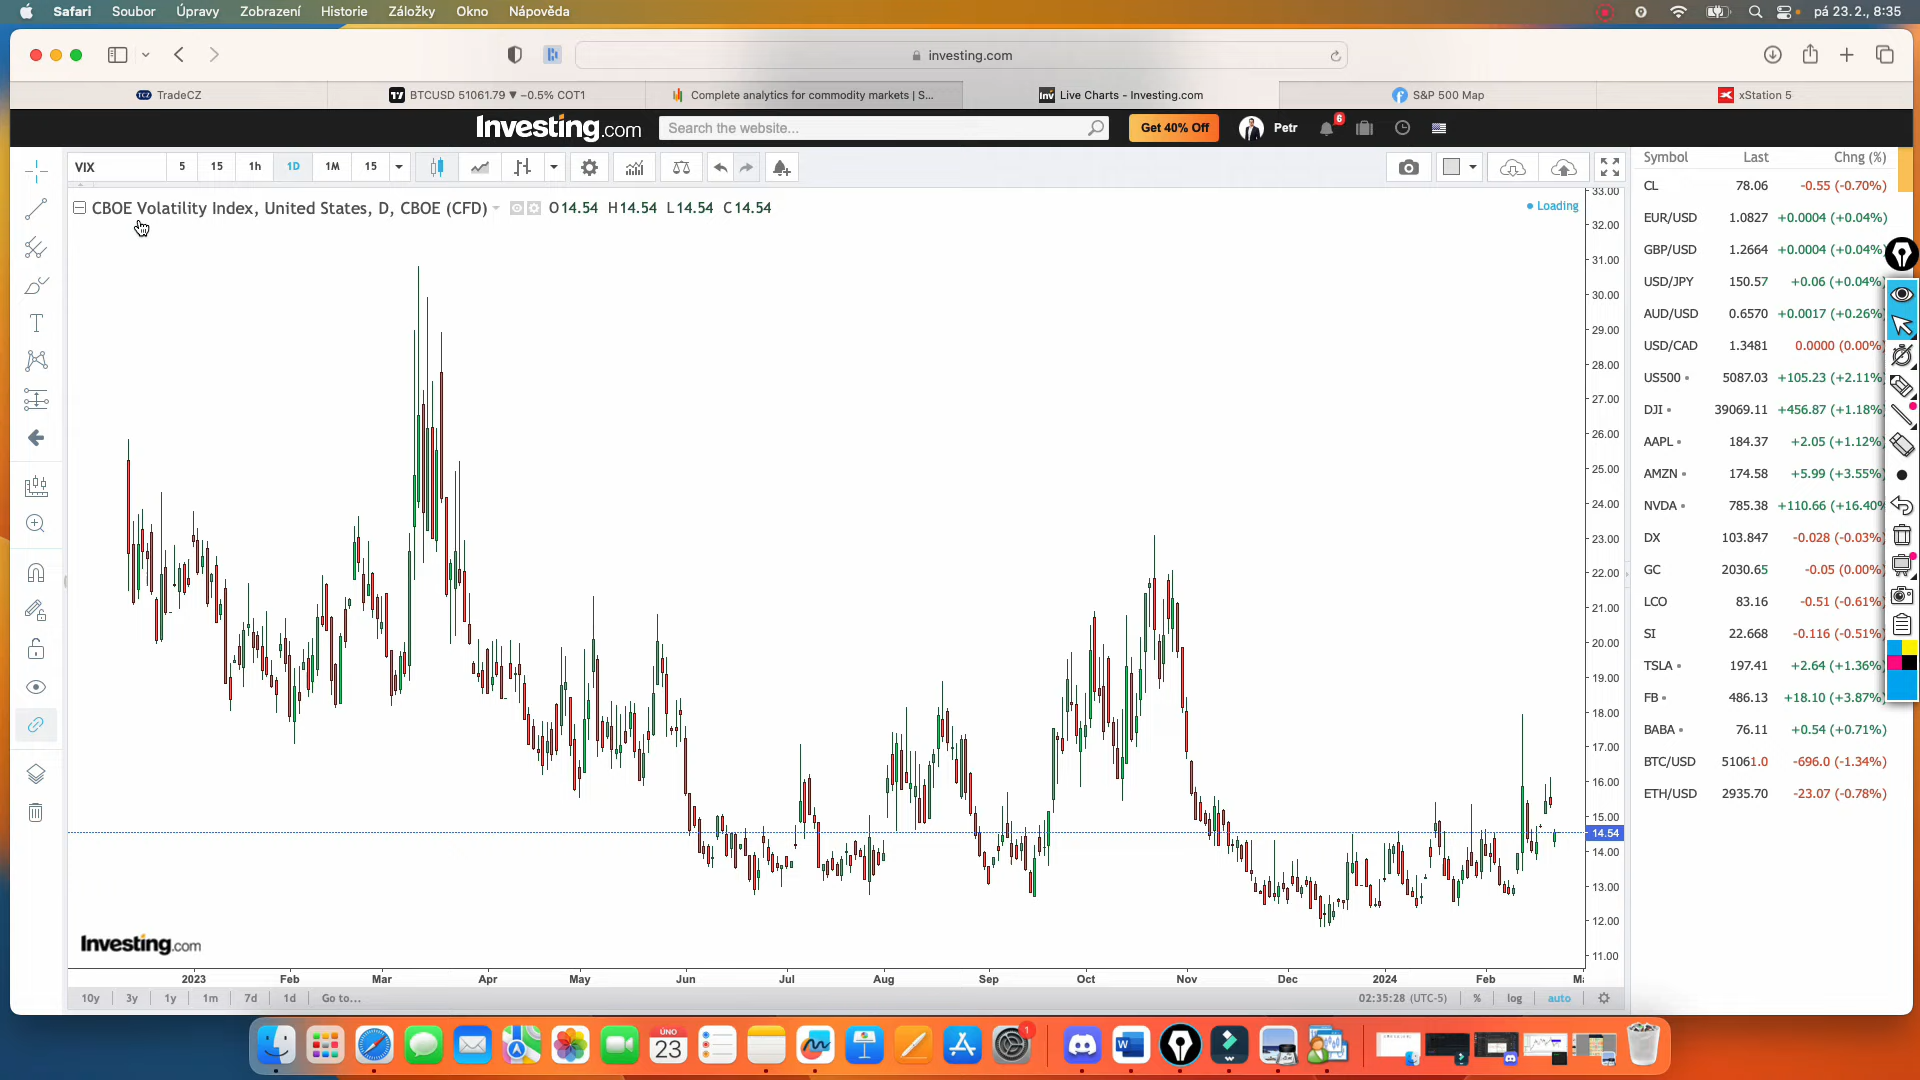 Safari Soubor Úpravy Zobrazení Historie Záložky Okno Nápověda pá 23.2., 8:35
investing.com
TradeCZ BTCUSD 51061.79 ▼ −0.5% COT1 Complete analytics for commodity markets | S... Live Charts - Investing.com S&P 500 Map xStation 5
Investing.com Search the website... Get 40% Off Petr 6
VIX 5 15 1h 1D 1M 15
CBOE Volatility Index, United States, D, CBOE (CFD) O14.54 H14.54 L14.54 C14.54
Loading
33.00
32.00
31.00
30.00
29.00
28.00
27.00
26.00
25.00
24.00
23.00
22.00
21.00
20.00
19.00
18.00
17.00
16.00
15.00
14.54
14.00
13.00
12.00
11.00
Investing.com
2023 Feb Mar Apr May Jun Jul Aug Sep Oct Nov Dec 2024 Feb
10y 3y 1y 1m 7d 1d Go to... 02:35:28 (UTC-5) % log auto
Symbol Last Chng (%)
CL 78.06 -0.55 (-0.70%)
EUR/USD 1.0827 +0.0004 (+0.04%)
GBP/USD 1.2664 +0.0004 (+0.04%)
USD/JPY 150.57 +0.06 (+0.04%)
AUD/USD 0.6570 +0.0017 (+0.26%)
USD/CAD 1.3481 0.0000 (0.00%)
US500 5087.03 +105.23 (+2.11%)
DJI 39069.11 +456.87 (+1.18%)
AAPL 184.37 +2.05 (+1.12%)
AMZN 174.58 +5.99 (+3.55%)
NVDA 785.38 +110.66 (+16.40%
DX 103.847 -0.028 (-0.03%)
GC 2030.65 -0.05 (0.00%)
LCO 83.16 -0.51 (-0.61%)
SI 22.668 -0.116 (-0.51%)
TSLA 197.41 +2.64 (+1.36%)
FB 486.13 +18.10 (+3.87%)
BABA 76.11 +0.54 (+0.71%)
BTC/USD 51061.0 -696.0 (-1.34%)
ETH/USD 2935.70 -23.07 (-0.78%)
ÚNO
23
1